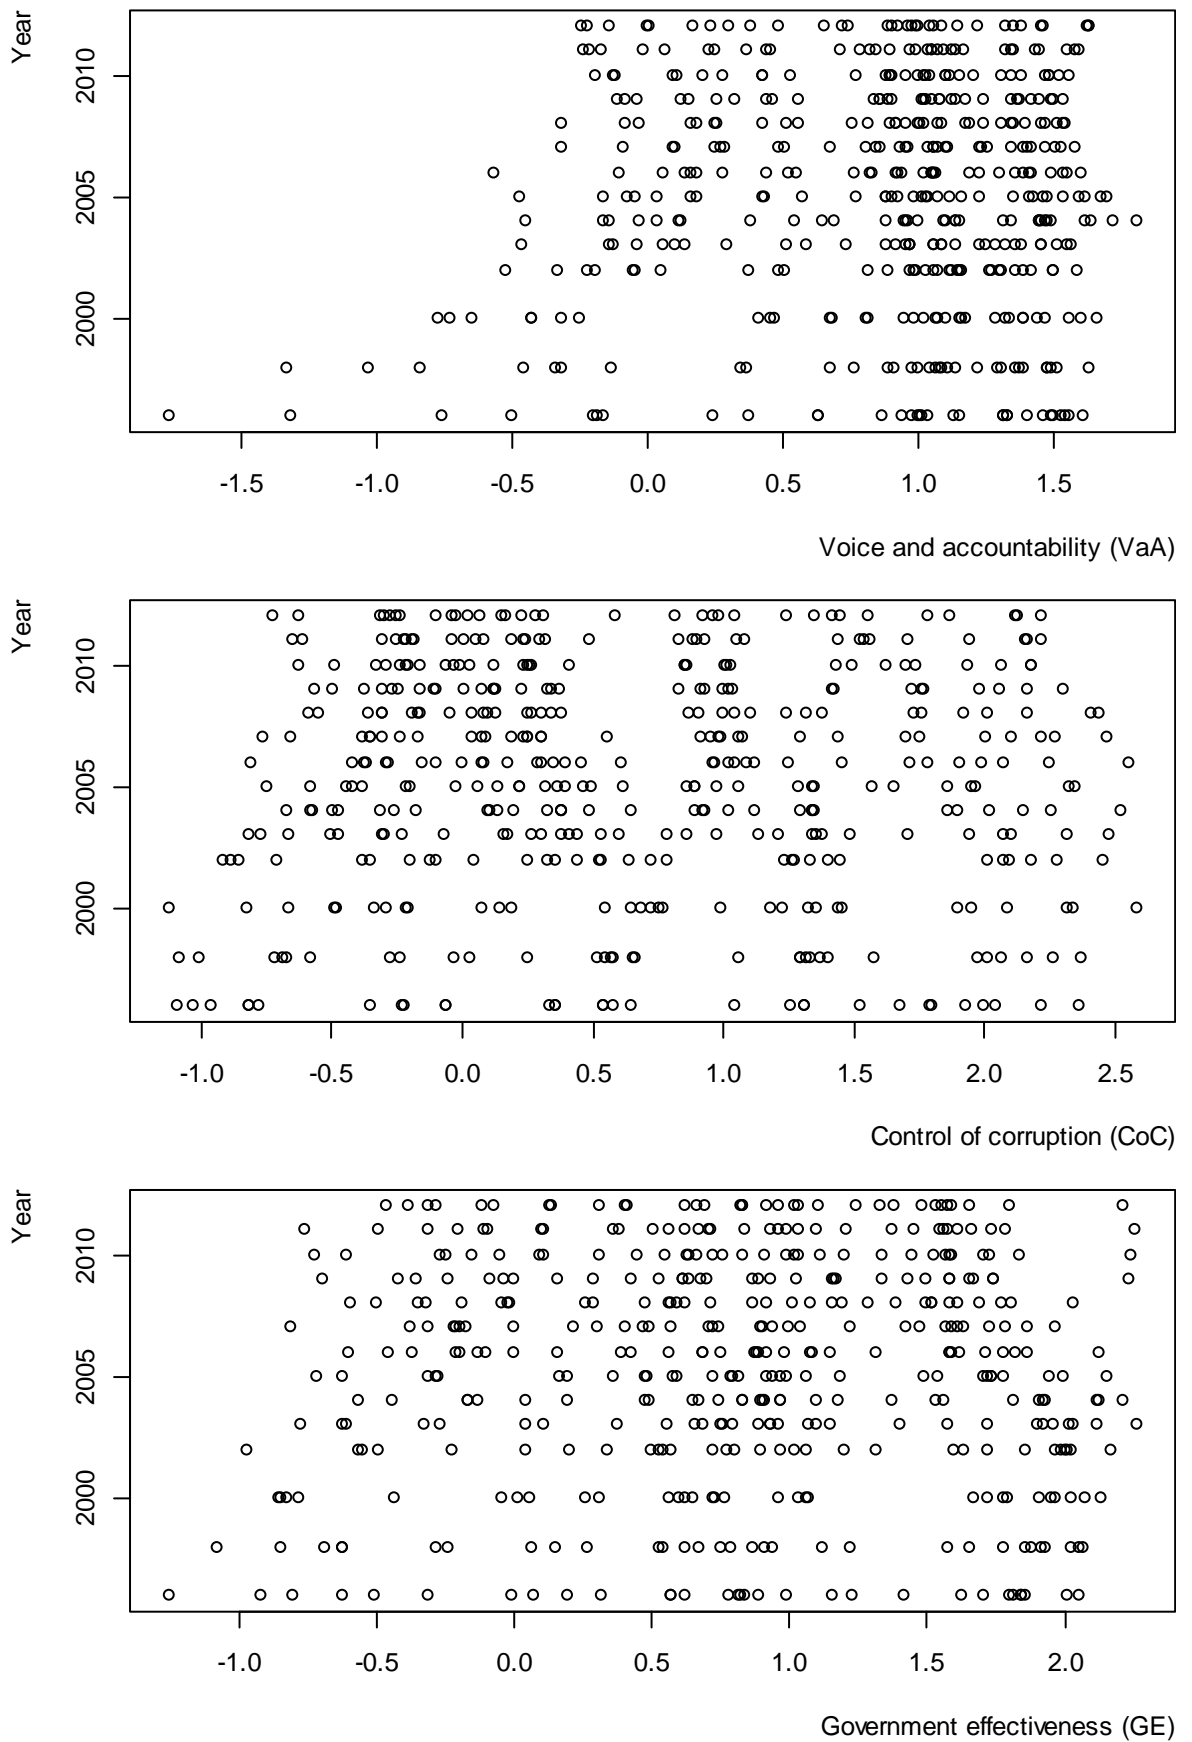 Year
2010
2005
2000
-1.5 -1.0 -0.5 0.0 0.5 1.0 1.5
Voice and accountability (VaA)
Year
2010
2005
2000
-1.0 -0.5 0.0 0.5 1.0 1.5 2.0 2.5
Control of corruption (CoC)
Year
2010
2005
2000
-1.0 -0.5 0.0 0.5 1.0 1.5 2.0
Government effectiveness (GE)